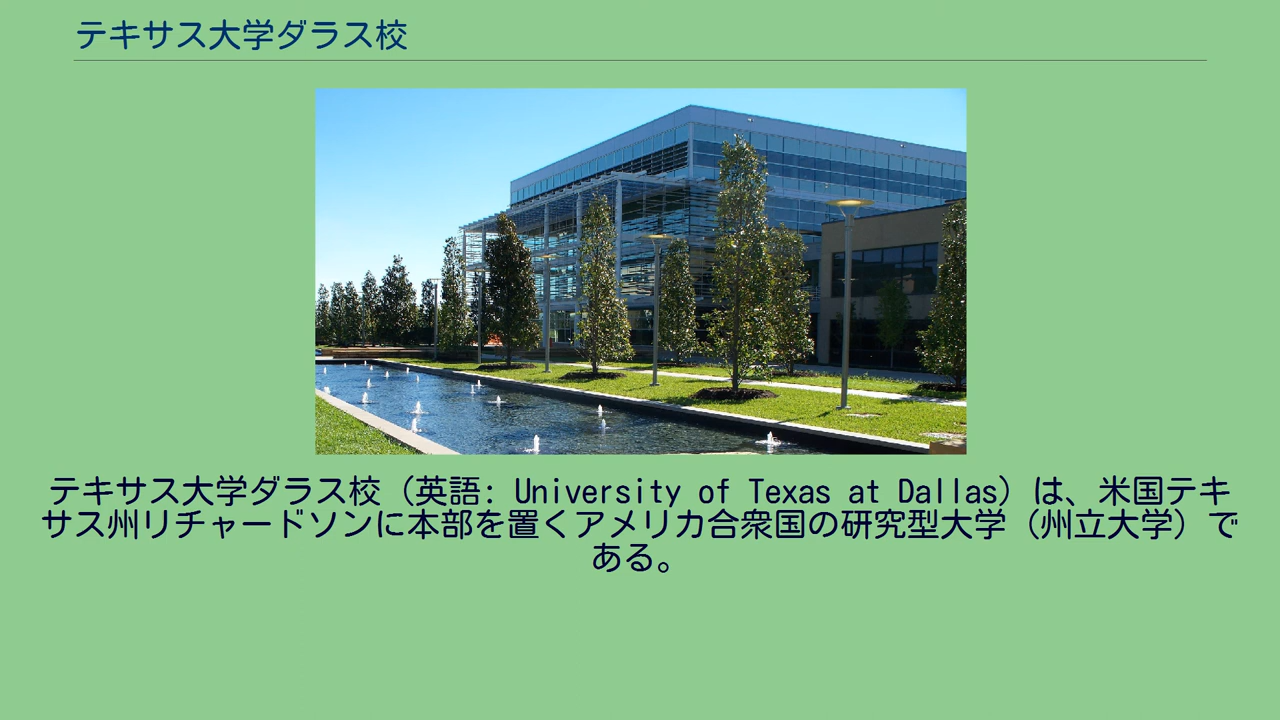 テキサス大学ダラス校
テキサス大学ダラス校（英語: University of Texas at Dallas）は、米国テキ
サス州リチャードソンに本部を置くアメリカ合衆国の研究型大学（州立大学）で
ある。